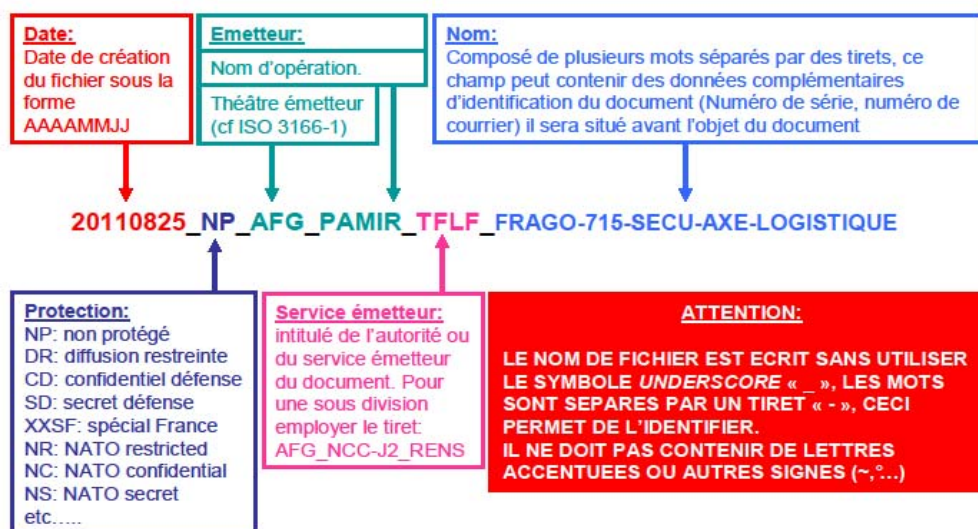 Date:
Date de création
du fichier sous la
forme
AAAAMMJJ
Emetteur:
Nom d'opération.
Théâtre émetteur
(cf ISO 3166-1)
Nom:
Composé de plusieurs mots séparés par des tirets, ce
champ peut contenir des données complémentaires
d'identification du document (Numéro de série, numéro de
courrier) il sera situé avant l'objet du document
20110825_NP_AFG_PAMIR_TFLF_FRAGO-715-SECU-AXE-LOGISTIQUE
Protection:
NP: non protégé
DR: diffusion restreinte
CD: confidentiel défense
SD: secret défense
XXSF: spécial France
NR: NATO restricted
NC: NATO confidential
NS: NATO secret
etc.....
Service émetteur:
intitulé de l'autorité ou
du service émetteur
du document. Pour
une sous division
employer le tiret:
AFG_NCC-J2_RENS
ATTENTION:
LE NOM DE FICHIER EST ECRIT SANS UTILISER
LE SYMBOLE UNDERSCORE « _ », LES MOTS
SONT SEPARES PAR UN TIRET « - », CECI
PERMET DE L'IDENTIFIER.
IL NE DOIT PAS CONTENIR DE LETTRES
ACCENTUEES OU AUTRES SIGNES (~,°...)